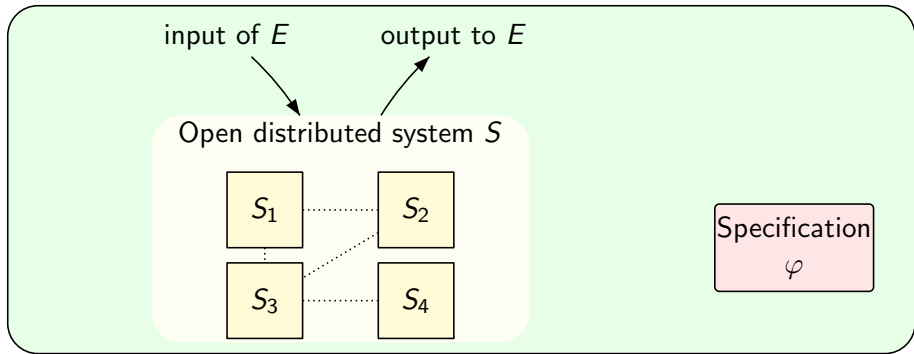 input of E
output to E
Open distributed system S
S₁
S₂
S₃
S₄
Specification
φ